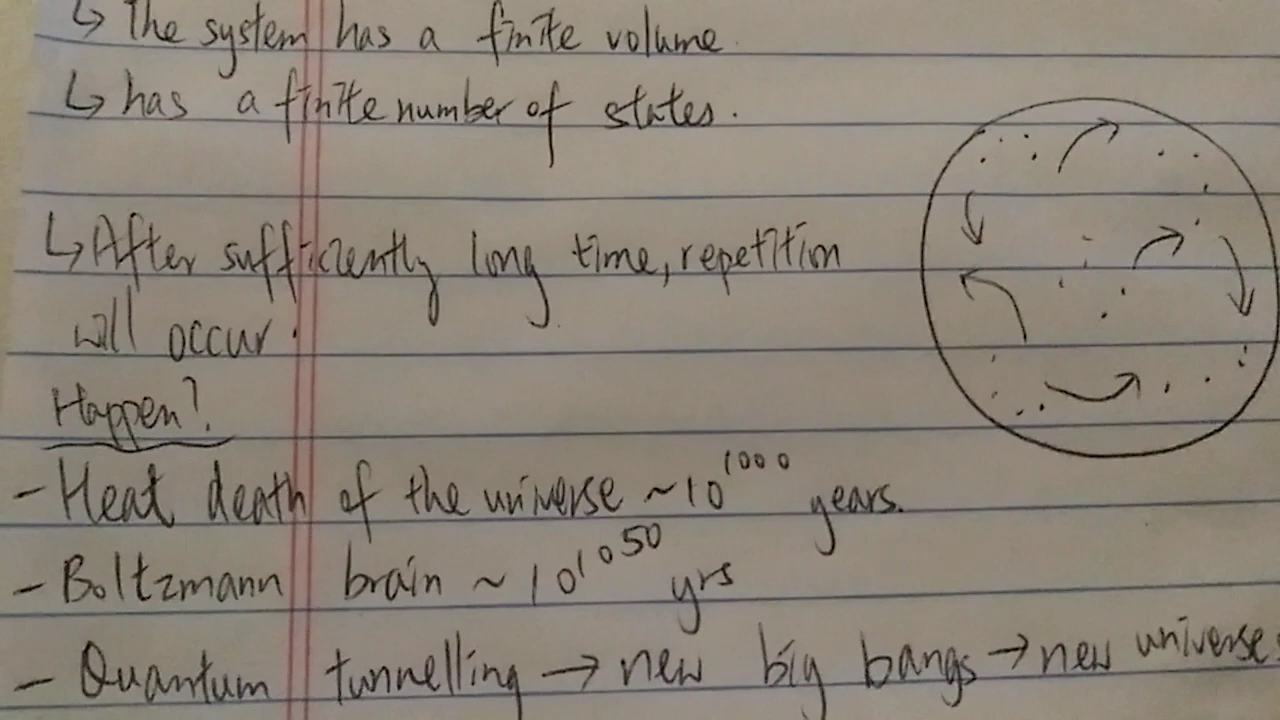 ↳ The system has a finite volume.
↳ has a finite number of states.
↳ After sufficiently long time, repetition
will occur.
Happen?
- Heat death of the universe ~10^1000 years.
- Boltzmann brain ~ 10^10^50 yrs
- Quantum tunnelling → new big bangs → new universes